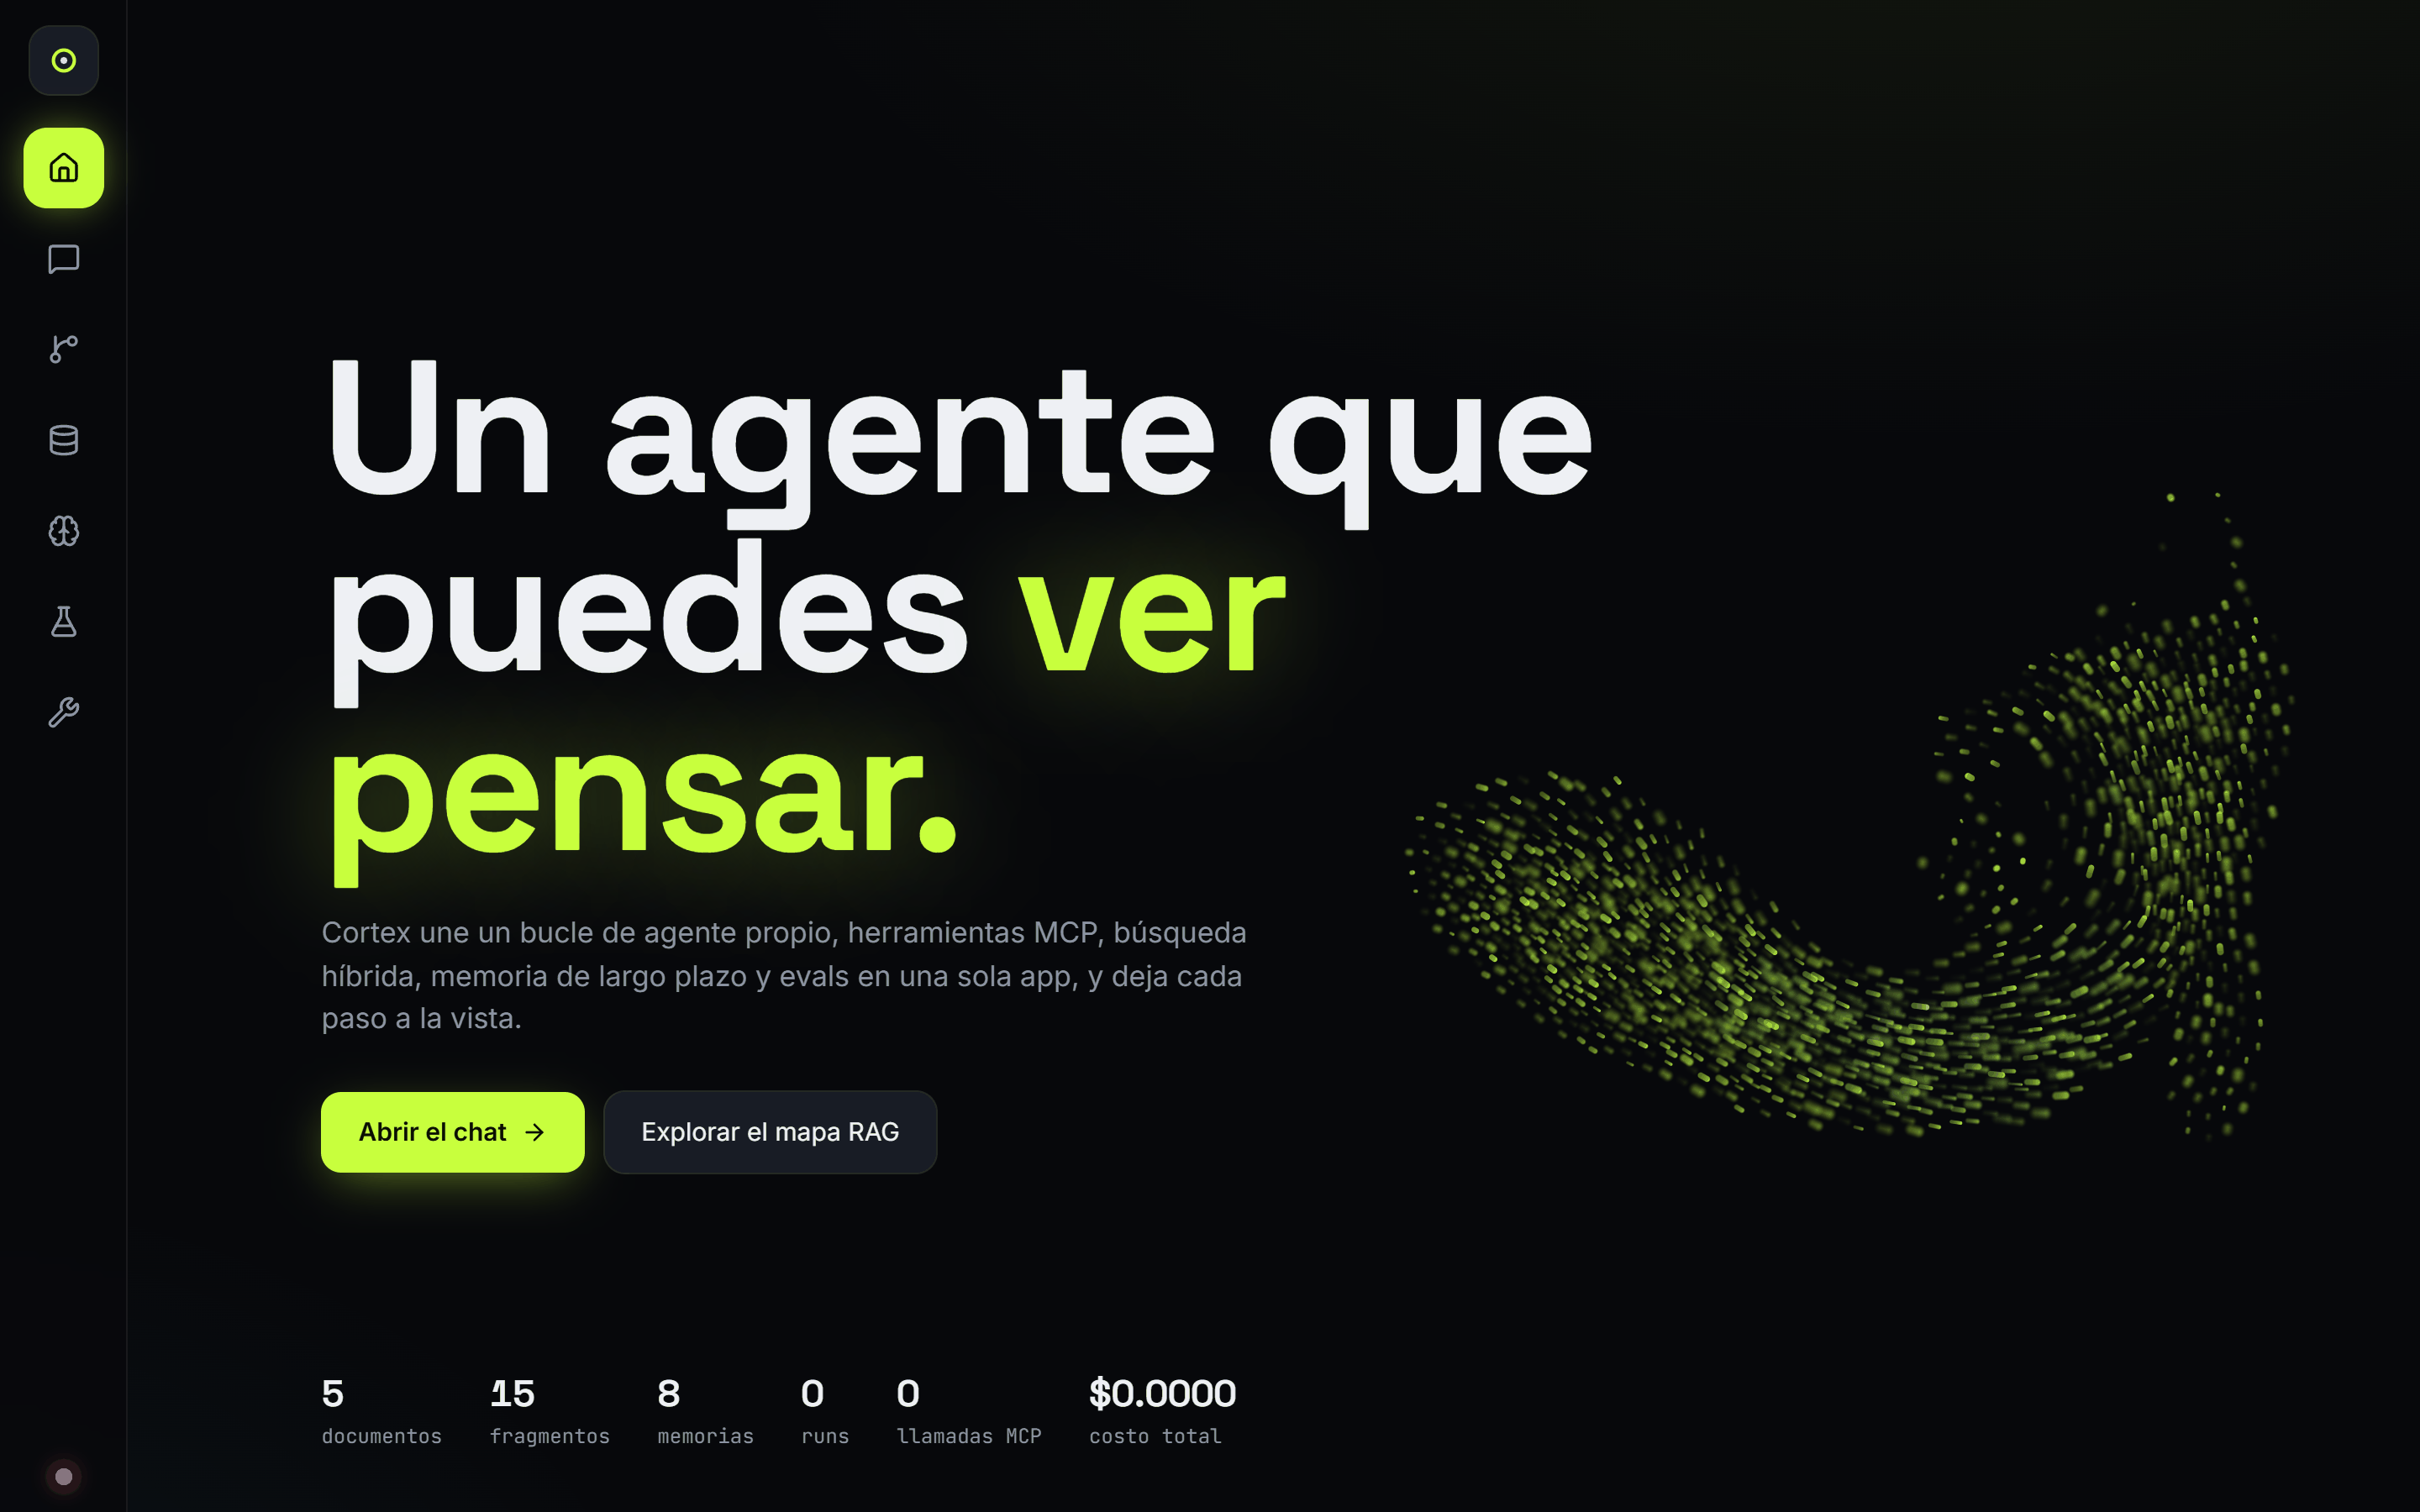 Un agente que
puedes ver
pensar.
Cortex une un bucle de agente propio, herramientas MCP, búsqueda
híbrida, memoria de largo plazo y evals en una sola app, y deja cada
paso a la vista.
Abrir el chat →
Explorar el mapa RAG
5
documentos
15
fragmentos
8
memorias
0
runs
0
llamadas MCP
$0.0000
costo total